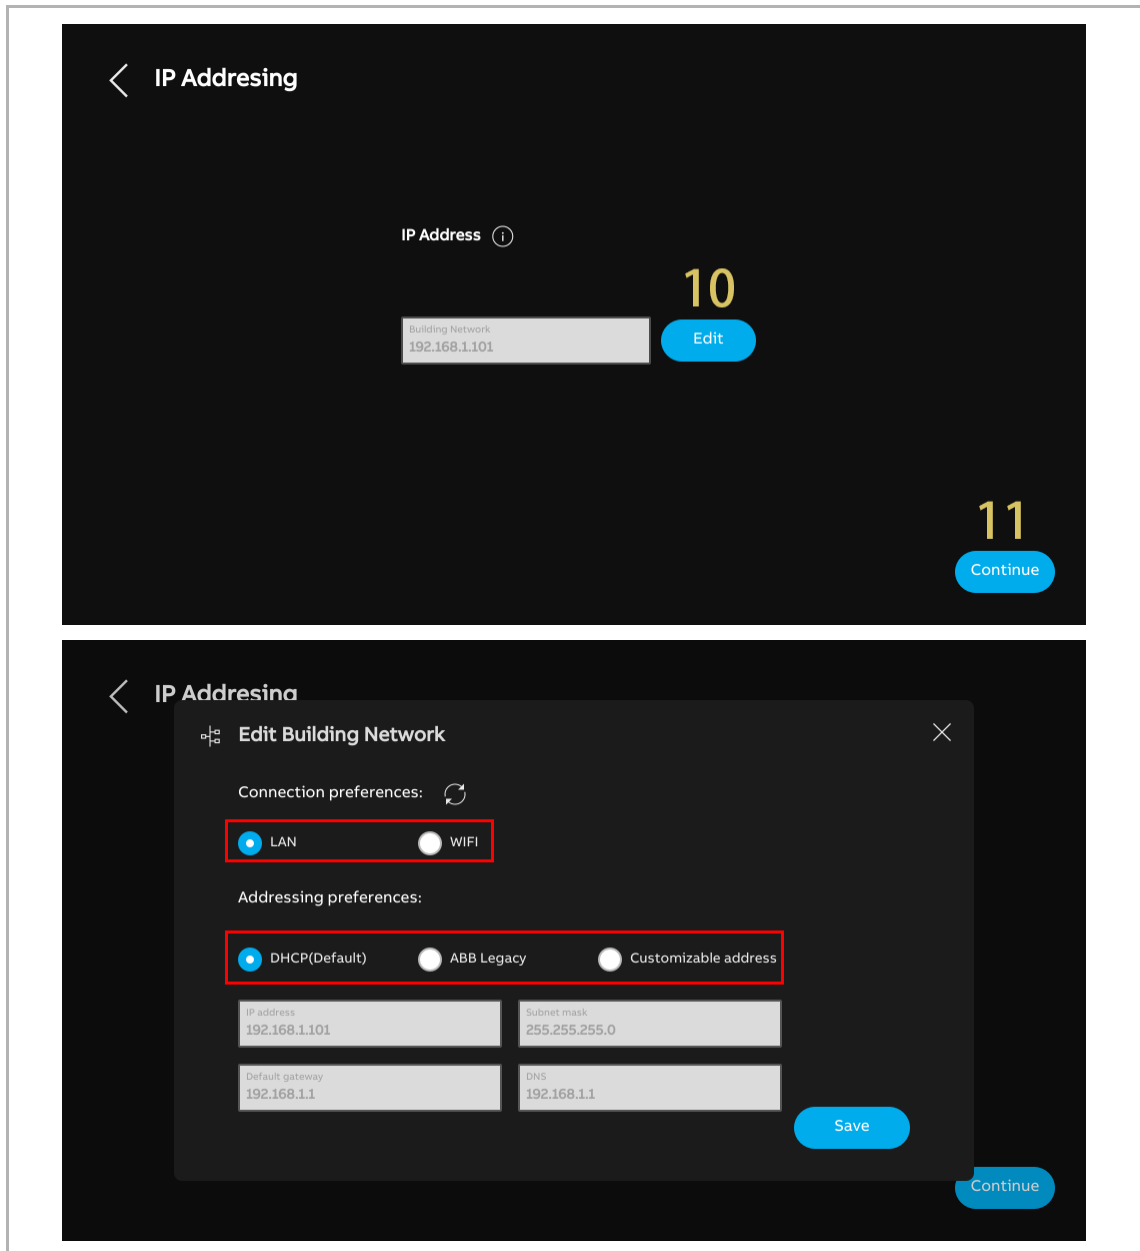 IP Addresing
IP Address
10
Building Network
192.168.1.101
Edit
11
Continue
IP Addresing
Edit Building Network
Connection preferences:
LAN WIFI
Addressing preferences:
DHCP(Default) ABB Legacy Customizable address
IP address Subnet mask
192.168.1.101 255.255.255.0
Default gateway DNS
192.168.1.1 192.168.1.1
Save
Continue